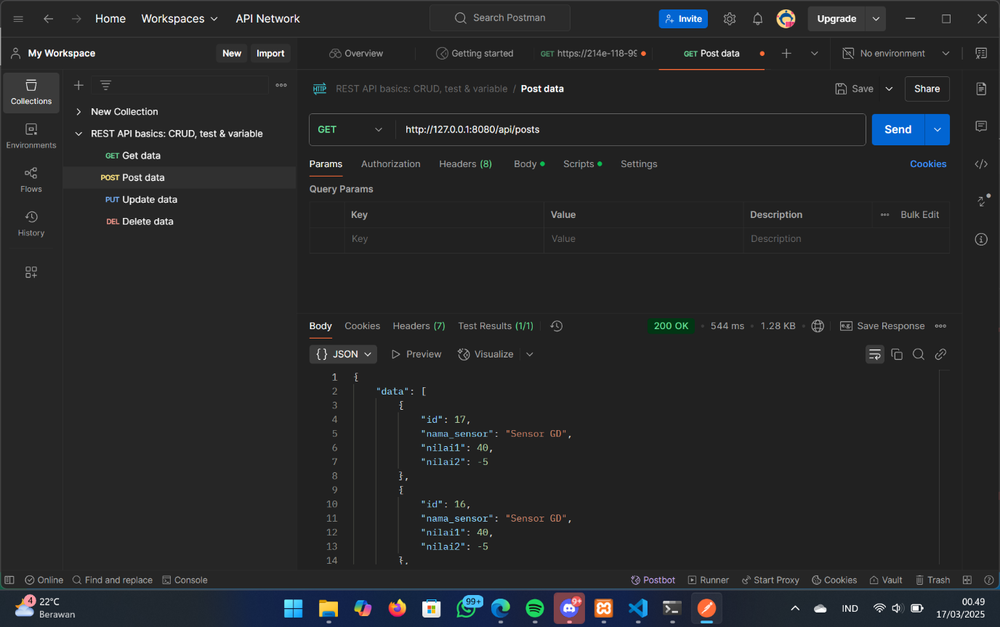 Home Workspaces API Network Search Postman Invite Upgrade
My Workspace New Import Overview Getting started GET https://214e-118-99 GET Post data No environment
Collections
Environments
Flows
History
New Collection
REST API basics: CRUD, test & variable
GET Get data
POST Post data
PUT Update data
DEL Delete data
HTTP REST API basics: CRUD, test & variable / Post data Save Share
GET http://127.0.0.1:8080/api/posts Send
Params Authorization Headers (8) Body Scripts Settings Cookies
Query Params
Key Value Description Bulk Edit
Key Value Description
Body Cookies Headers (7) Test Results (1/1) 200 OK 544 ms 1.28 KB e.g. Save Response
{} JSON Preview Visualize
1 {
2 "data": [
3 {
4 "id": 17,
5 "nama_sensor": "Sensor GD",
6 "nilai1": 40,
7 "nilai2": -5
8 },
9 {
10 "id": 16,
11 "nama_sensor": "Sensor GD",
12 "nilai1": 40,
13 "nilai2": -5
14 },
Online Find and replace Console Postbot Runner Start Proxy Cookies Vault Trash
4 22°C
Berawan
99+ 9+ IND
00.49
17/03/2025